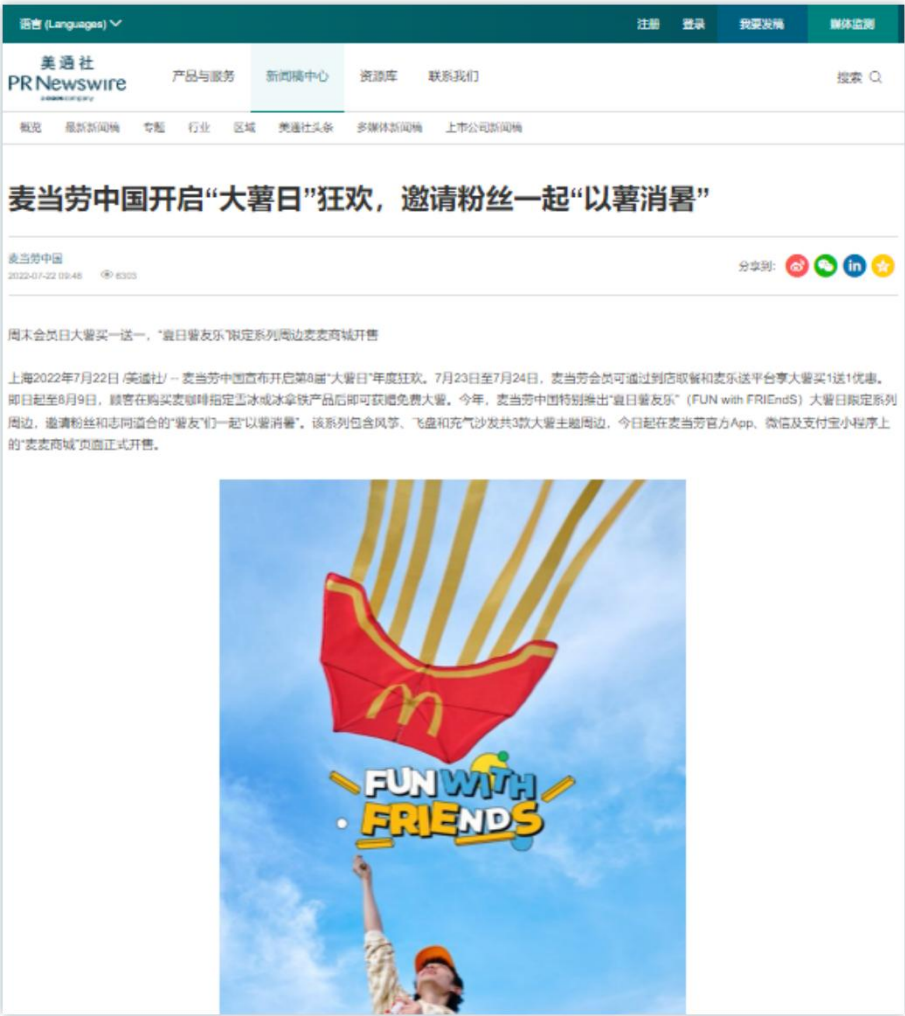 语言 (Languages)
注册 登录 我要发稿 媒体监测
美通社
PR Newswire
产品与服务 新闻稿中心 资源库 联系我们
搜索
概览 最新新闻稿 专题 行业 区域 美通社头条 多媒体新闻稿 上市公司新闻稿
麦当劳中国开启“大薯日”狂欢，邀请粉丝一起“以薯消暑”
麦当劳中国
2022-07-22 09:48 6303
分享到:
周末会员日大薯买一送一，“夏日薯友乐”限定系列周边麦麦商城开售
上海2022年7月22日 /美通社/ -- 麦当劳中国宣布开启第8届“大薯日”年度狂欢。7月23日至7月24日，麦当劳会员可通过到店取餐和麦乐送平台享大薯买1送1优惠。
即日起至8月9日，顾客在购买麦咖啡指定雪冰或冰拿铁产品后即可获赠免费大薯。今年，麦当劳中国特别推出“夏日薯友乐”（FUN with FRIEndS）大薯日限定系列
周边，邀请粉丝和志同道合的“薯友”们一起“以薯消暑”。该系列包含风筝、飞盘和充气沙发共3款大薯主题周边，今日起在麦当劳官方App、微信及支付宝小程序上
的“麦麦商城”页面正式开售。
FUN WITH
FRIENDS